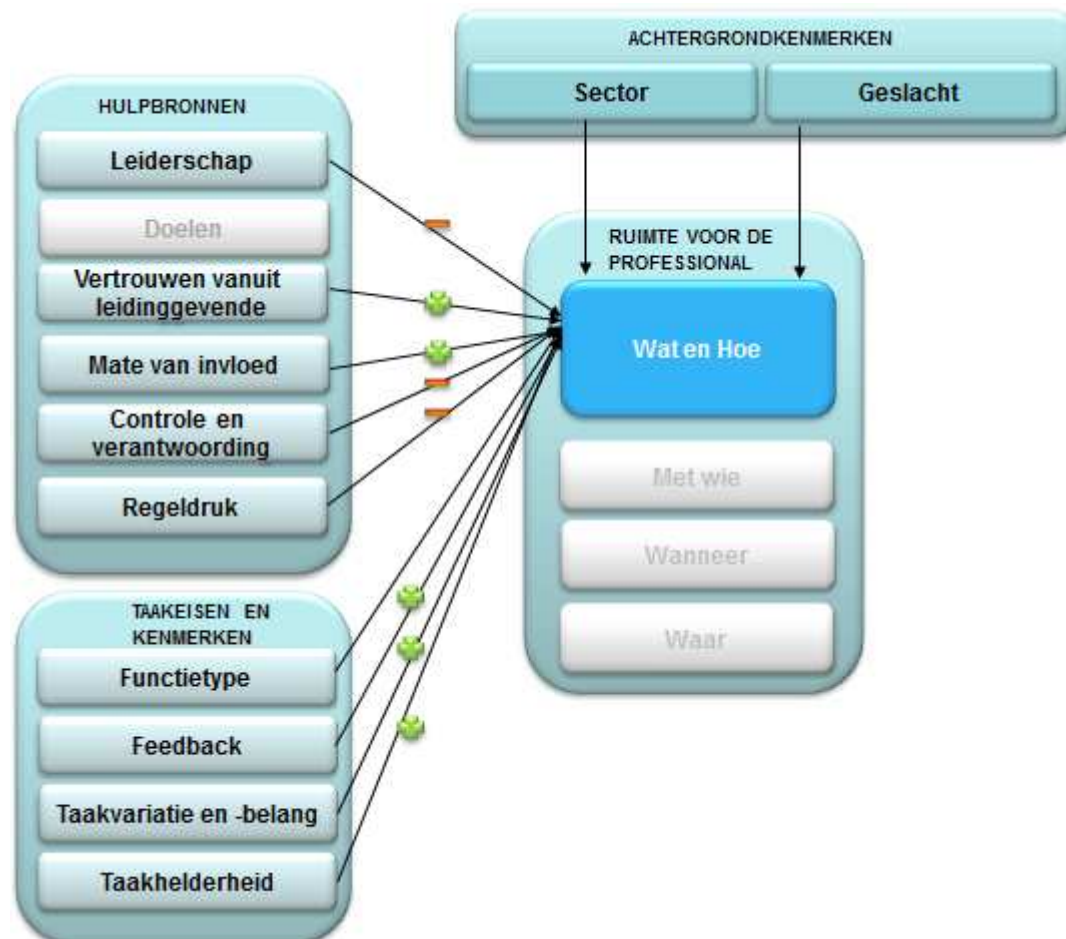 ACHTERGRONDKENMERKEN
Sector
Geslacht
HULPBRONNEN
Leiderschap
Doelen
Vertrouwen vanuit
leidinggevende
Mate van invloed
Controle en
verantwoording
Regeldruk
RUIMTE VOOR DE
PROFESSIONAL
Wat en Hoe
Met wie
Wanneer
Waar
TAAKEISEN EN
KENMERKEN
Functietype
Feedback
Taakvariatie en -belang
Taakhelderheid